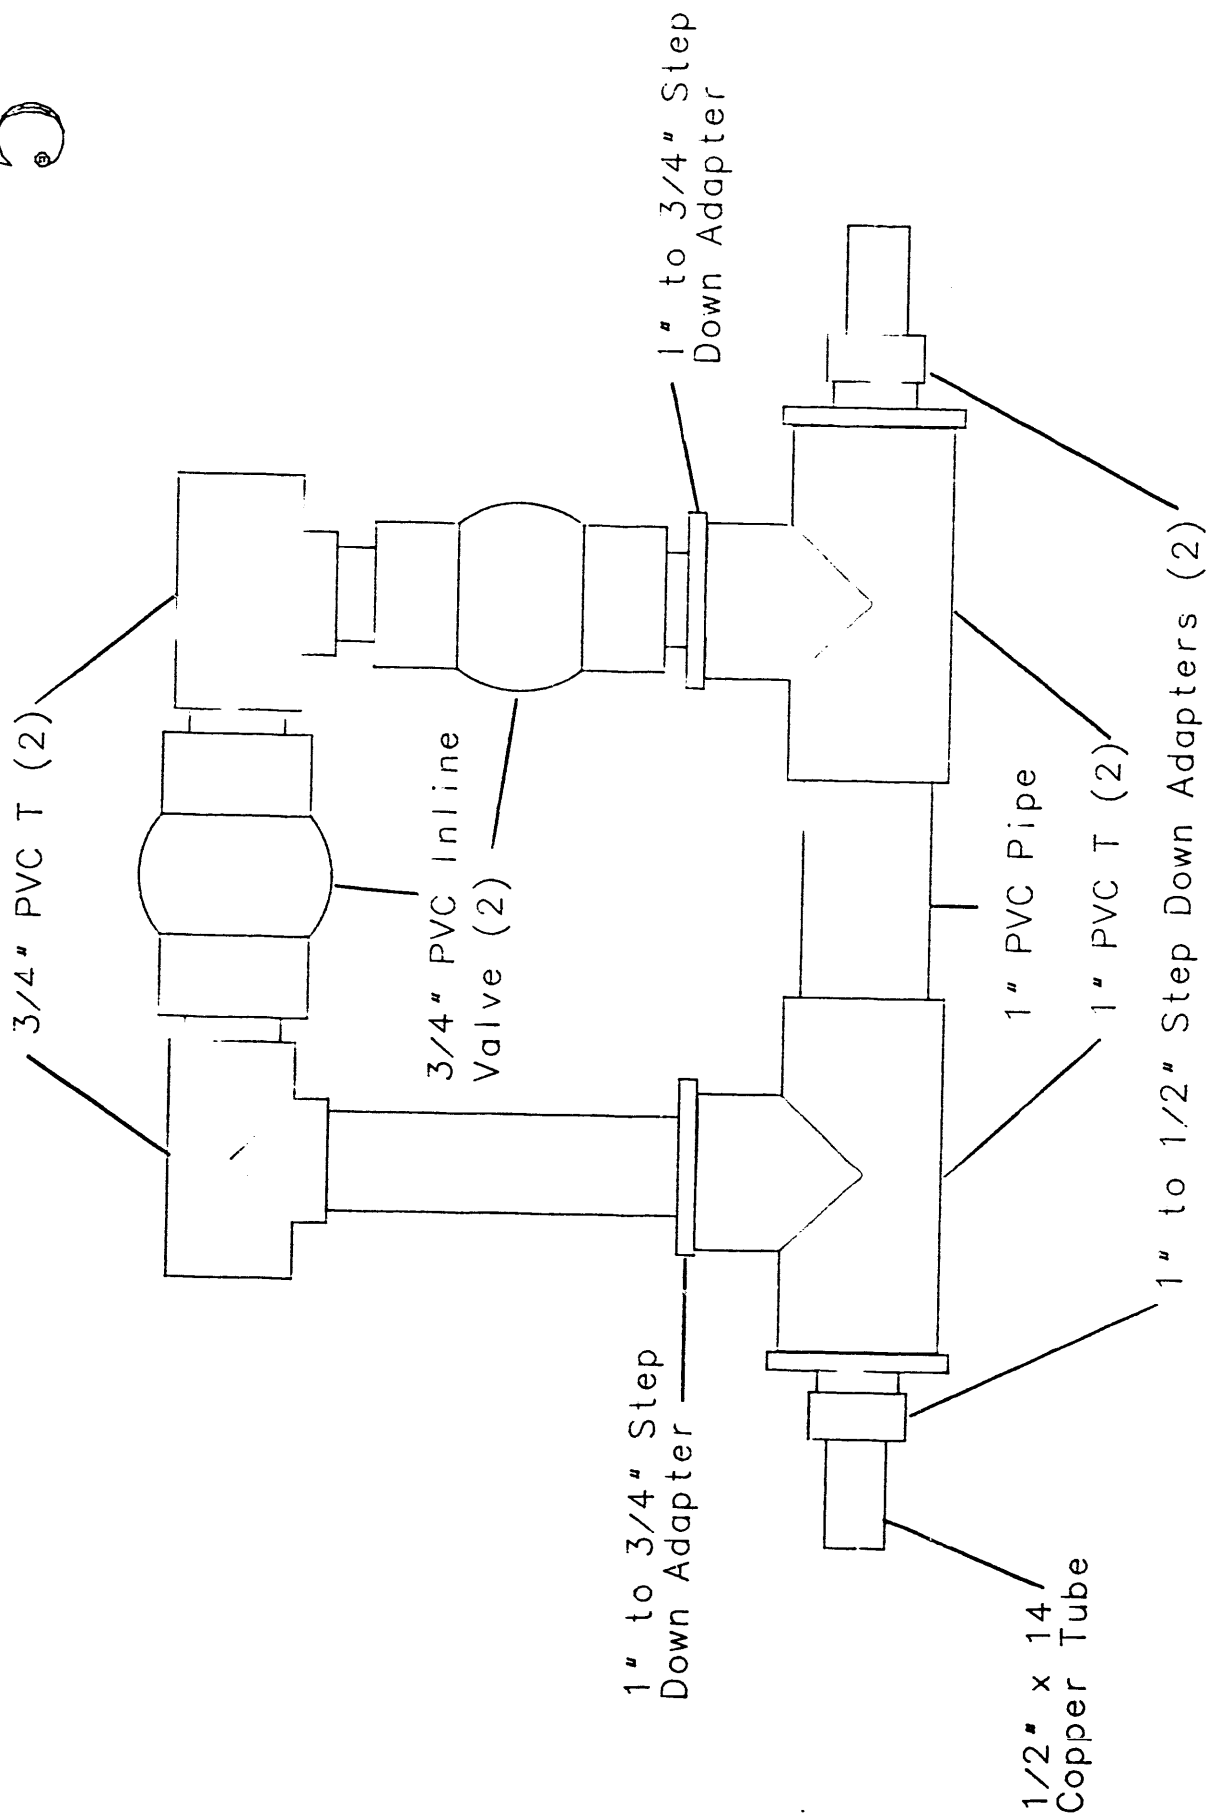 3/4" PVC T (2)
3/4" PVC Inline
Valve (2)
1" to 3/4" Step
Down Adapter
1" to 3/4" Step
Down Adapter
1" PVC Pipe
1" PVC T (2)
1/2" x 14
Copper Tube
1" to 1/2" Step Down Adapters (2)